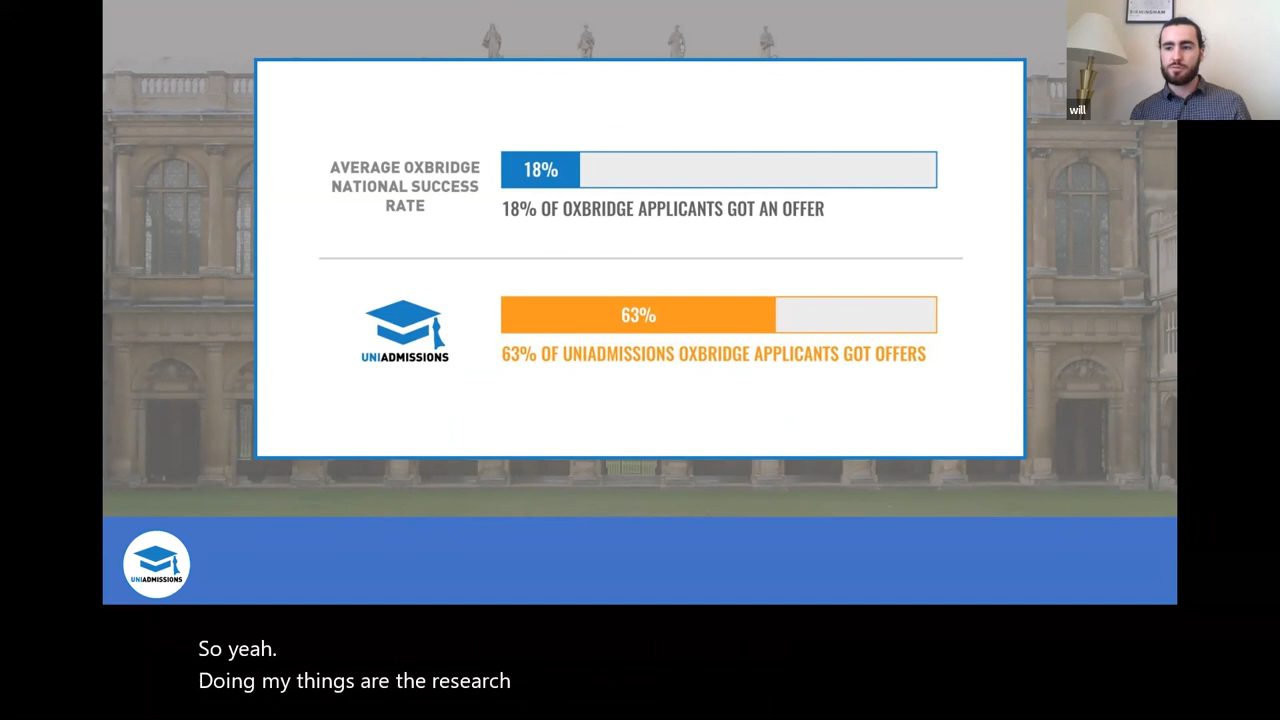 BIRMINGHAM
will
AVERAGE OXBRIDGE
NATIONAL SUCCESS
RATE
18%
18% OF OXBRIDGE APPLICANTS GOT AN OFFER
UNIADMISSIONS
63%
63% OF UNIADMISSIONS OXBRIDGE APPLICANTS GOT OFFERS
UNIADMISSIONS
So yeah.
Doing my things are the research